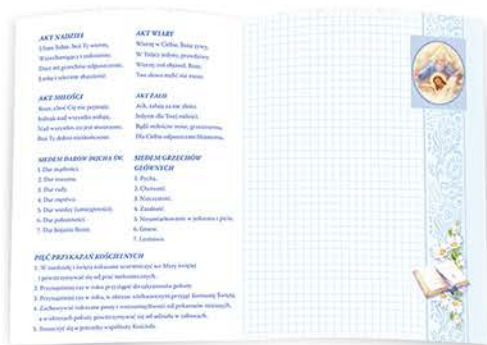 AKT NADZIEI
Ufam Tobie, boś Ty wierny,
Wszechmogący i miłosierny,
Dasz mi grzechów odpuszczenie,
Łaskę i wieczne zbawienie.
AKT WIARY
Wierzę w Ciebie, Boże żywy,
W Trójcy jedyny, prawdziwy.
Wierzę, coś objawił, Boże,
Twe słowo mylić nie może.
AKT MIŁOŚCI
Boże, choć Cię nie pojmuję,
Jednak nad wszystko miłuję,
Nad wszystko, co jest stworzone,
Boś Ty dobro nieskończone.
AKT ŻALU
Ach, żałuję za me złości
Jedynie dla Twej miłości.
Bądź miłościw mnie, grzesznemu,
Dla Ciebie odpuszczam bliźniemu.
SIEDEM DARÓW DUCHA ŚW.
1. Dar mądrości.
2. Dar rozumu.
3. Dar rady.
4. Dar męstwa.
5. Dar wiedzy (umiejętności).
6. Dar pobożności.
7. Dar bojaźni Bożej.
SIEDEM GRZECHÓW
GŁÓWNYCH
1. Pycha.
2. Chciwość.
3. Nieczystość.
4. Zazdrość.
5. Nieumiarkowanie w jedzeniu i piciu.
6. Gniew.
7. Lenistwo.
PIĘĆ PRZYKAZAŃ KOŚCIELNYCH
1. W niedzielę i święta nakazane uczestniczyć we Mszy świętej
i powstrzymywać się od prac niekoniecznych.
2. Przynajmniej raz w roku przystąpić do sakramentu pokuty.
3. Przynajmniej raz w roku, w okresie wielkanocnym przyjąć Komunię Świętą.
4. Zachowywać nakazane posty i wstrzemięźliwość od pokarmów mięsnych,
a w okresach pokuty powstrzymywać się od udziału w zabawach.
5. Troszczyć się o potrzeby wspólnoty Kościoła.